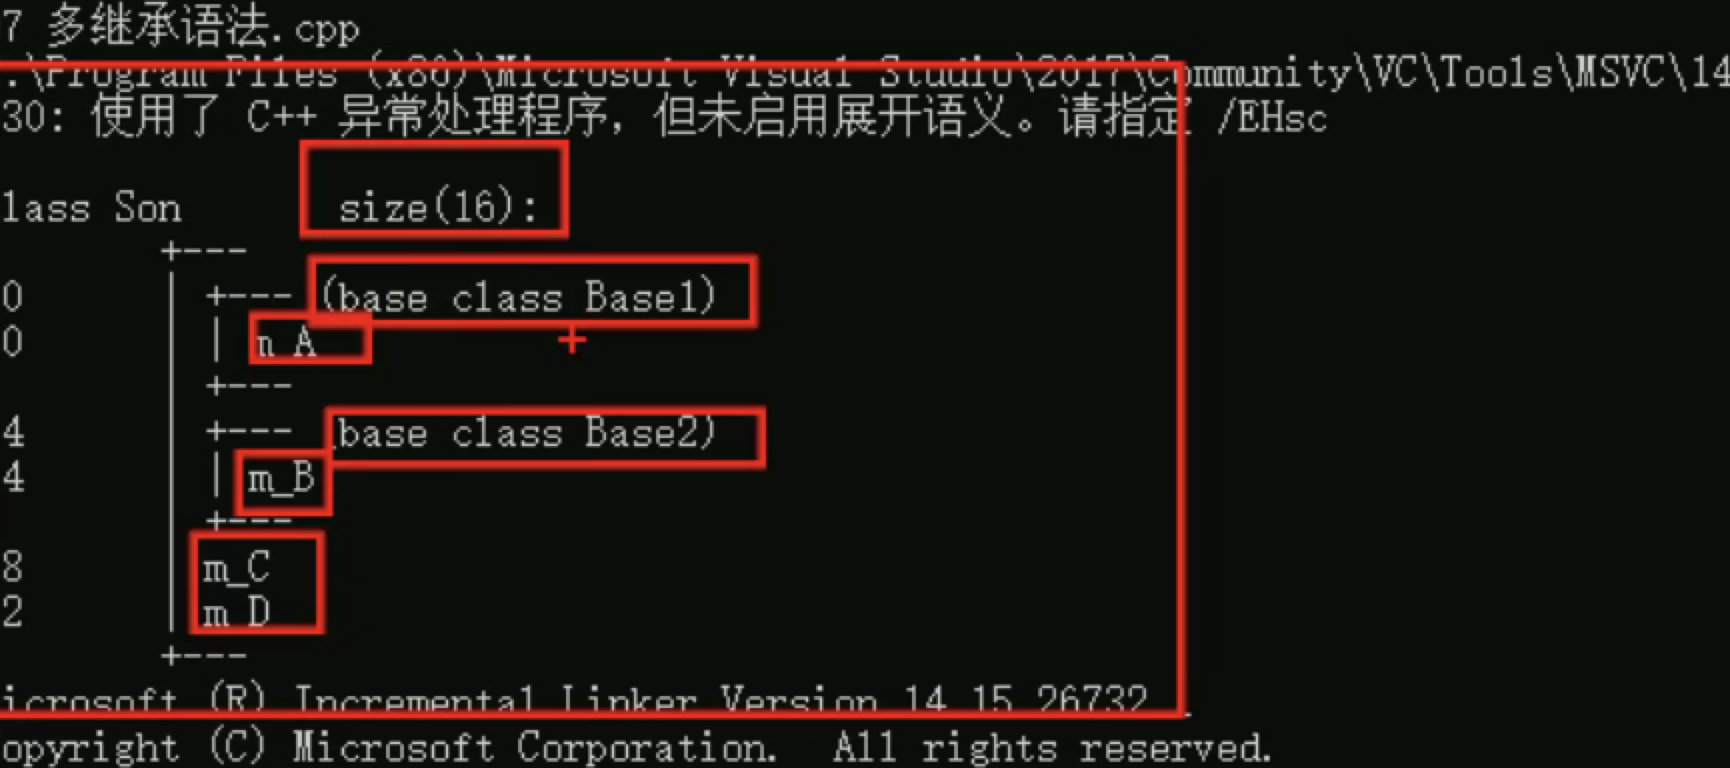 7 多继承语法.cpp
:\Program Files (x86)\Microsoft Visual Studio\2017\Community\VC\Tools\MSVC\14
30: 使用了 C++ 异常处理程序，但未启用展开语义。请指定 /EHsc
lass Son size(16):
+---
0 | +--- (base class Base1)
0 | | m_A
| +---
4 | +--- (base class Base2)
4 | | m_B
| +---
8 | m_C
2 | m_D
+---
icrosoft (R) Incremental Linker Version 14.15.26732.
opyright (C) Microsoft Corporation. All rights reserved.